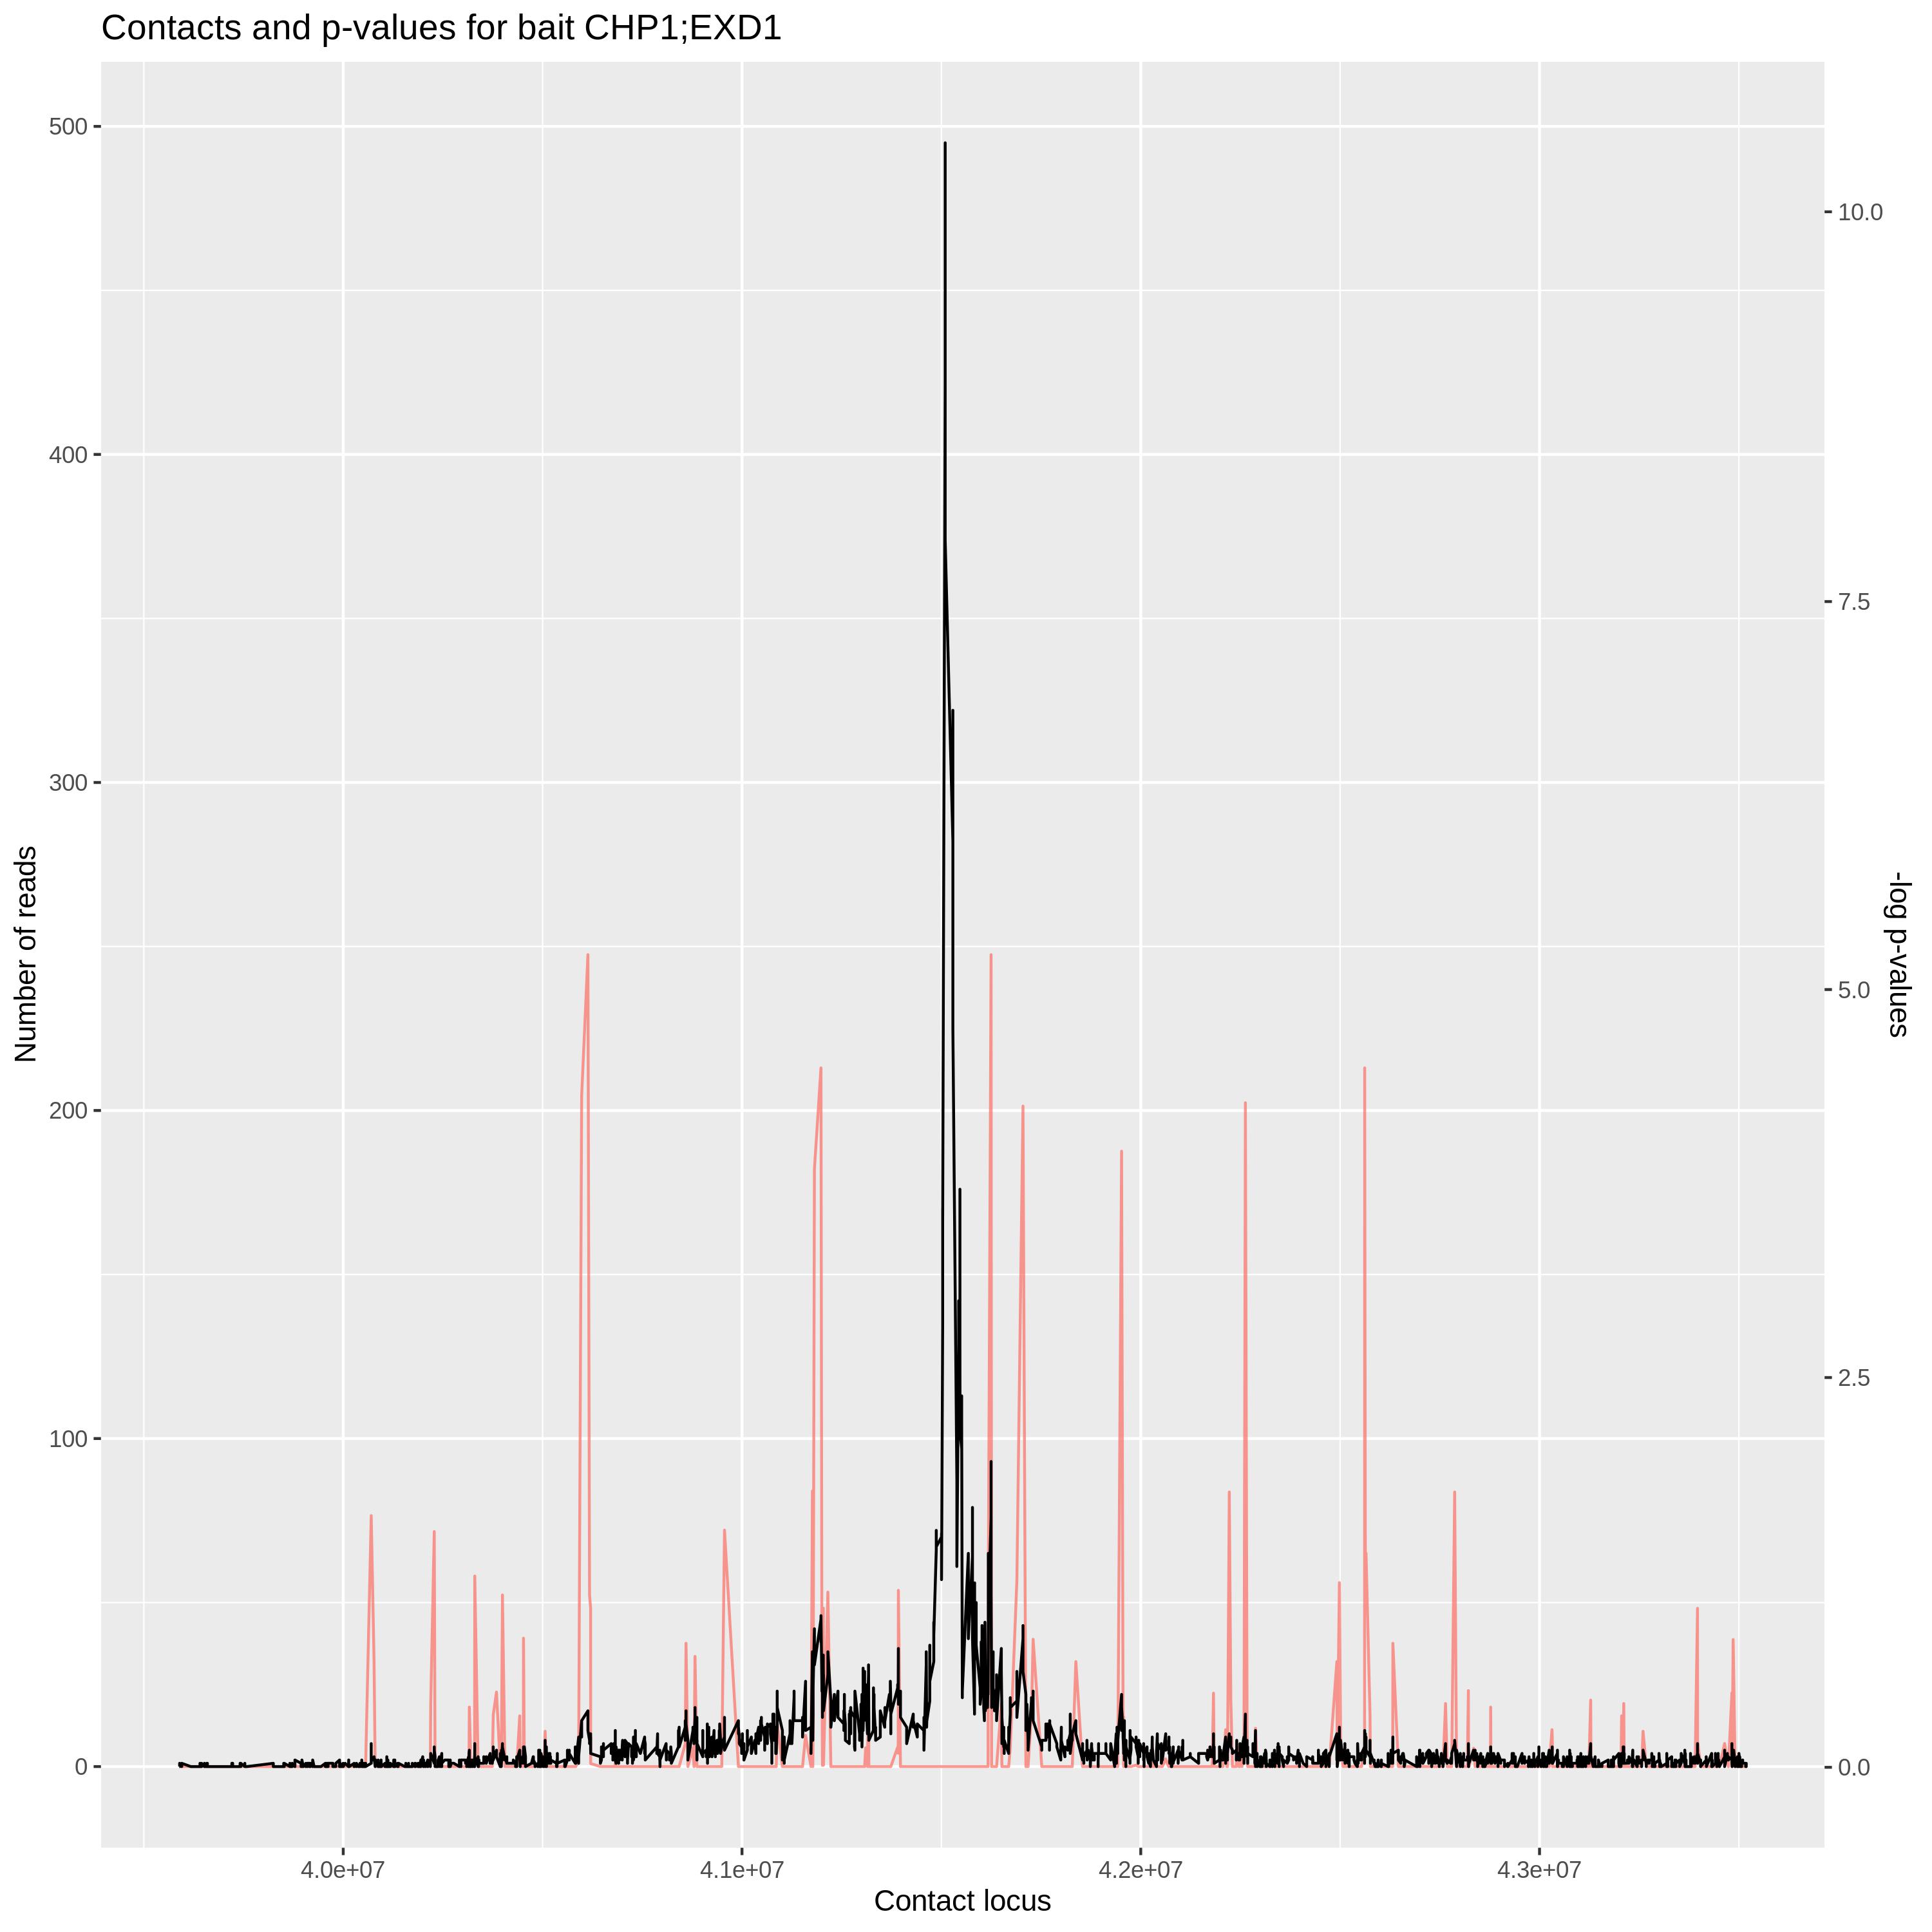 Contacts and p-values for bait CHP1;EXD1
500
400
300
200
100
0
Number of reads
10.0
7.5
5.0
2.5
0.0
-log p-values
4.0e+07
4.1e+07
4.2e+07
4.3e+07
Contact locus